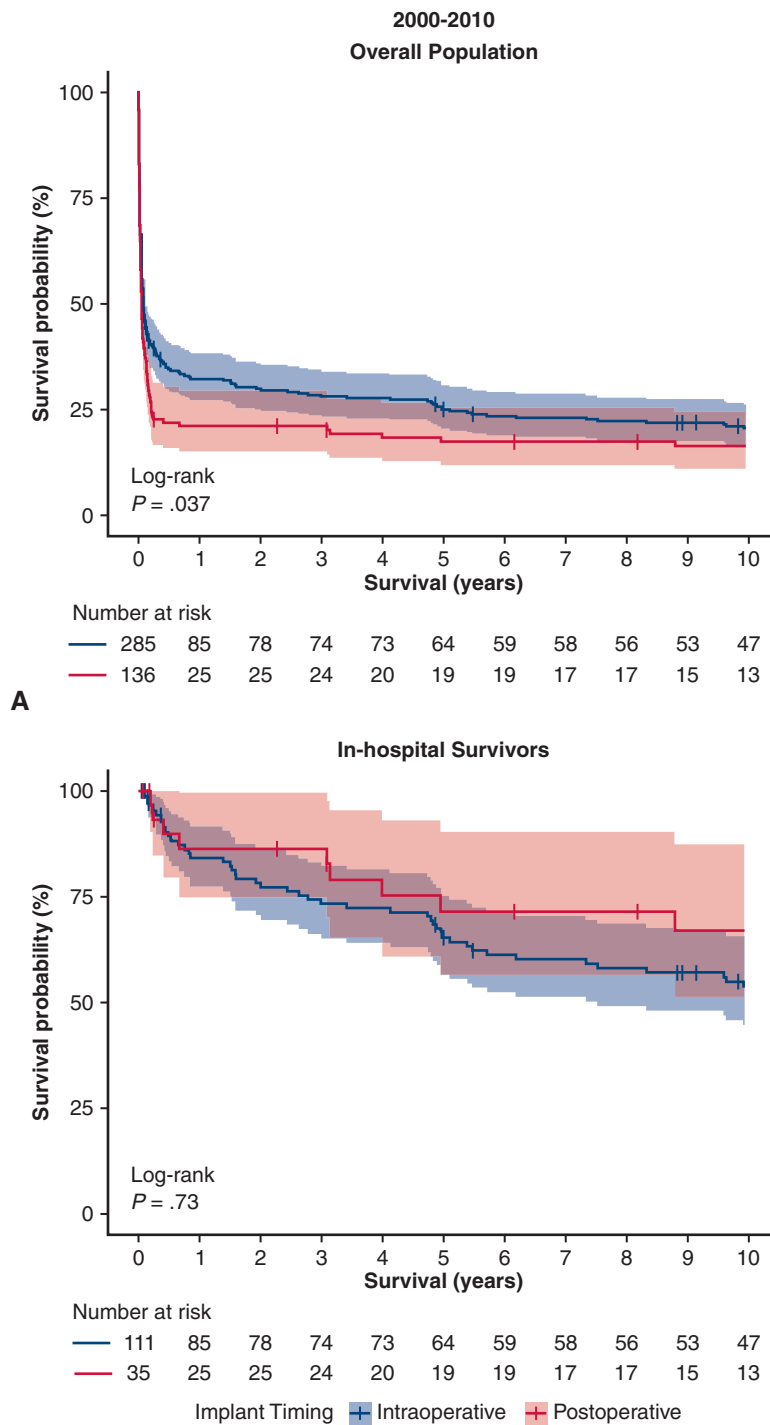 2000-2010
Overall Population
Survival probability (%)
100
75
50
25
0
Log-rank
P = .037
0 1 2 3 4 5 6 7 8 9 10
Survival (years)
Number at risk
285 85 78 74 73 64 59 58 56 53 47
136 25 25 24 20 19 19 17 17 15 13
A
In-hospital Survivors
Survival probability (%)
100
75
50
25
0
Log-rank
P = .73
0 1 2 3 4 5 6 7 8 9 10
Survival (years)
Number at risk
111 85 78 74 73 64 59 58 56 53 47
35 25 25 24 20 19 19 17 17 15 13
Implant Timing Intraoperative Postoperative